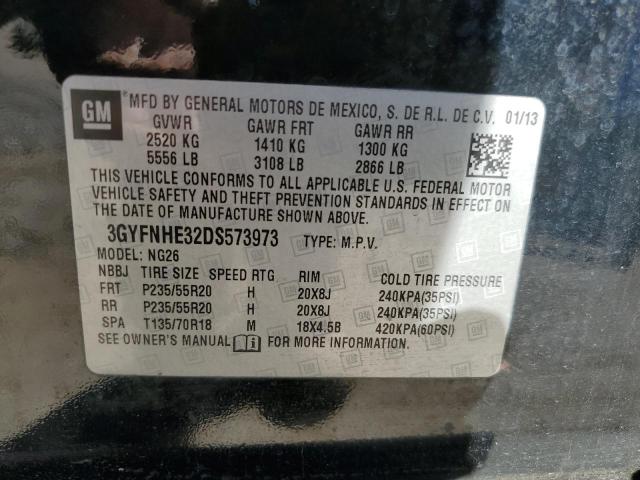 GM *MFD BY GENERAL MOTORS DE MEXICO, S. DE R.L. DE C.V. 01/13
GVWR GAWR FRT GAWR RR
2520 KG 1410 KG 1300 KG
5556 LB 3108 LB 2866 LB
THIS VEHICLE CONFORMS TO ALL APPLICABLE U.S. FEDERAL MOTOR
VEHICLE SAFETY AND THEFT PREVENTION STANDARDS IN EFFECT ON
THE DATE OF MANUFACTURE SHOWN ABOVE.
3GYFNHE32DS573973 TYPE: M.P.V.
MODEL: NG26
NBBJ TIRE SIZE SPEED RTG RIM COLD TIRE PRESSURE
FRT P235/55R20 H 20X8J 240KPA(35PSI)
RR P235/55R20 H 20X8J 240KPA(35PSI)
SPA T135/70R18 M 18X4.5B 420KPA(60PSI)
SEE OWNER'S MANUAL FOR MORE INFORMATION.